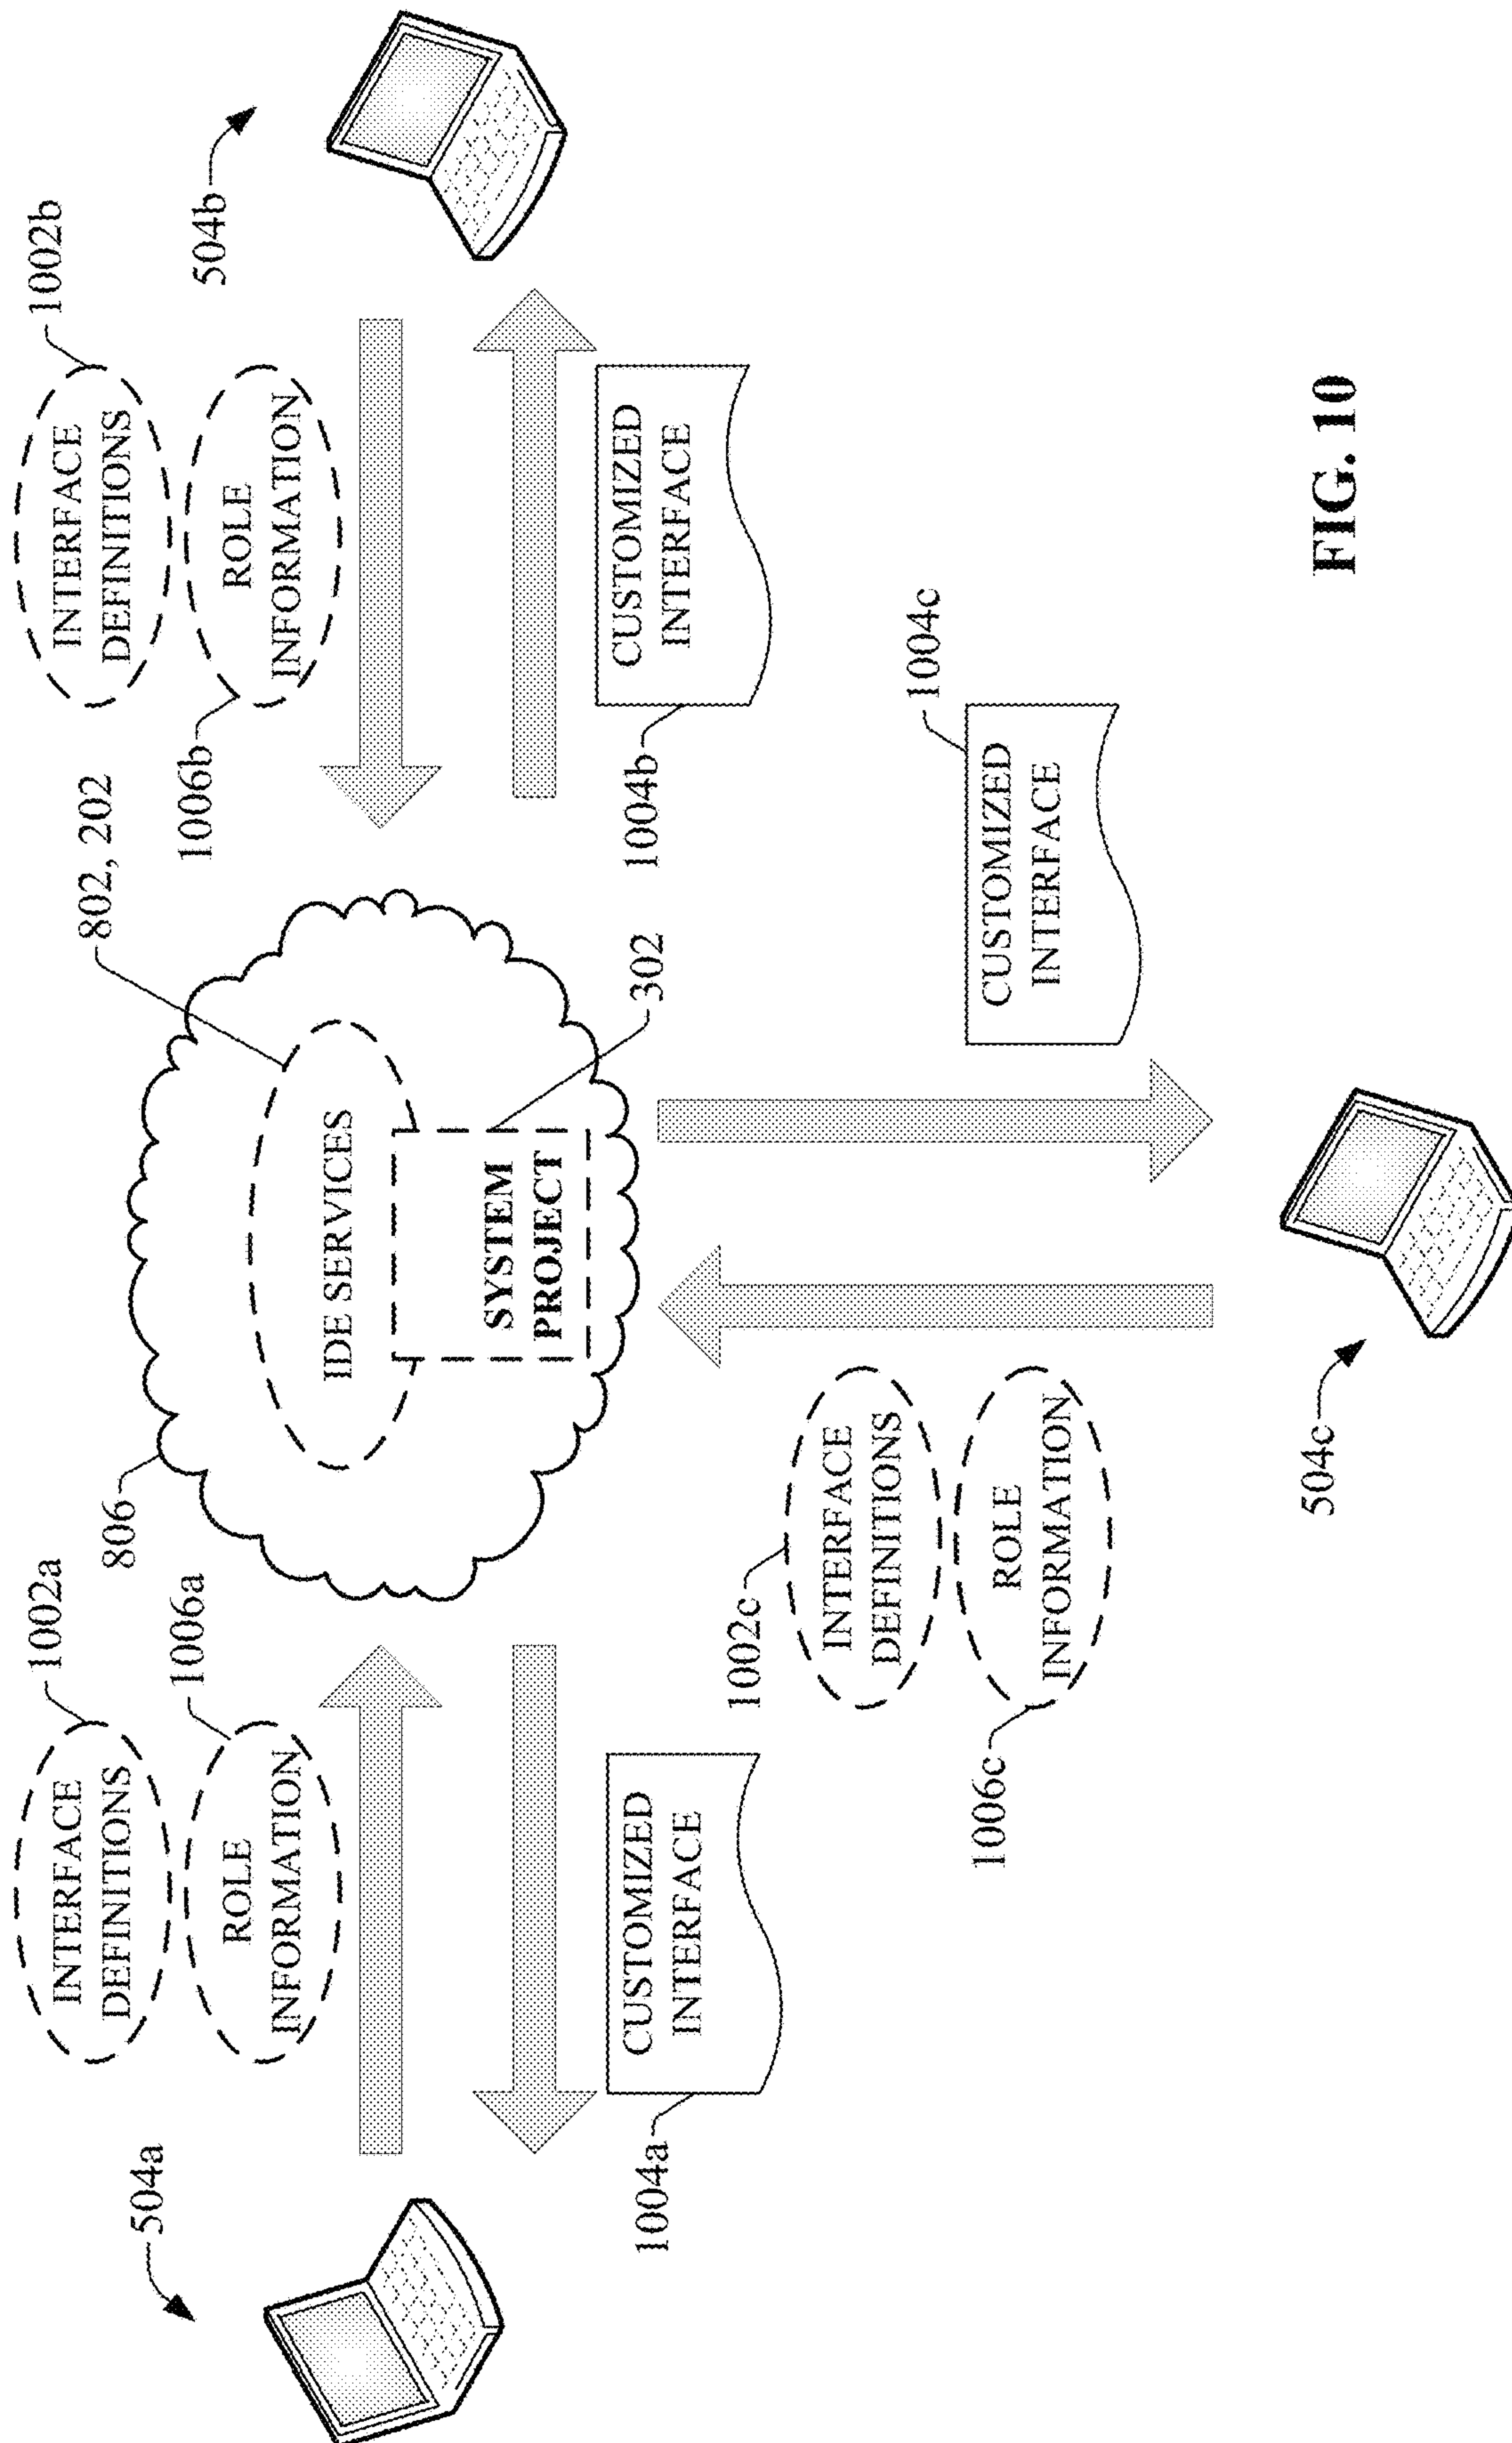 1002a
INTERFACE
DEFINITIONS
1006a
ROLE
INFORMATION
504a
CUSTOMIZED
INTERFACE
1004a
806
802, 202
IDE SERVICES
SYSTEM
PROJECT
302
1002b
INTERFACE
DEFINITIONS
ROLE
INFORMATION
1006b
504b
CUSTOMIZED
INTERFACE
1004b
1002c
INTERFACE
DEFINITIONS
ROLE
INFORMATION
1006c
1004c
CUSTOMIZED
INTERFACE
504c
FIG. 10